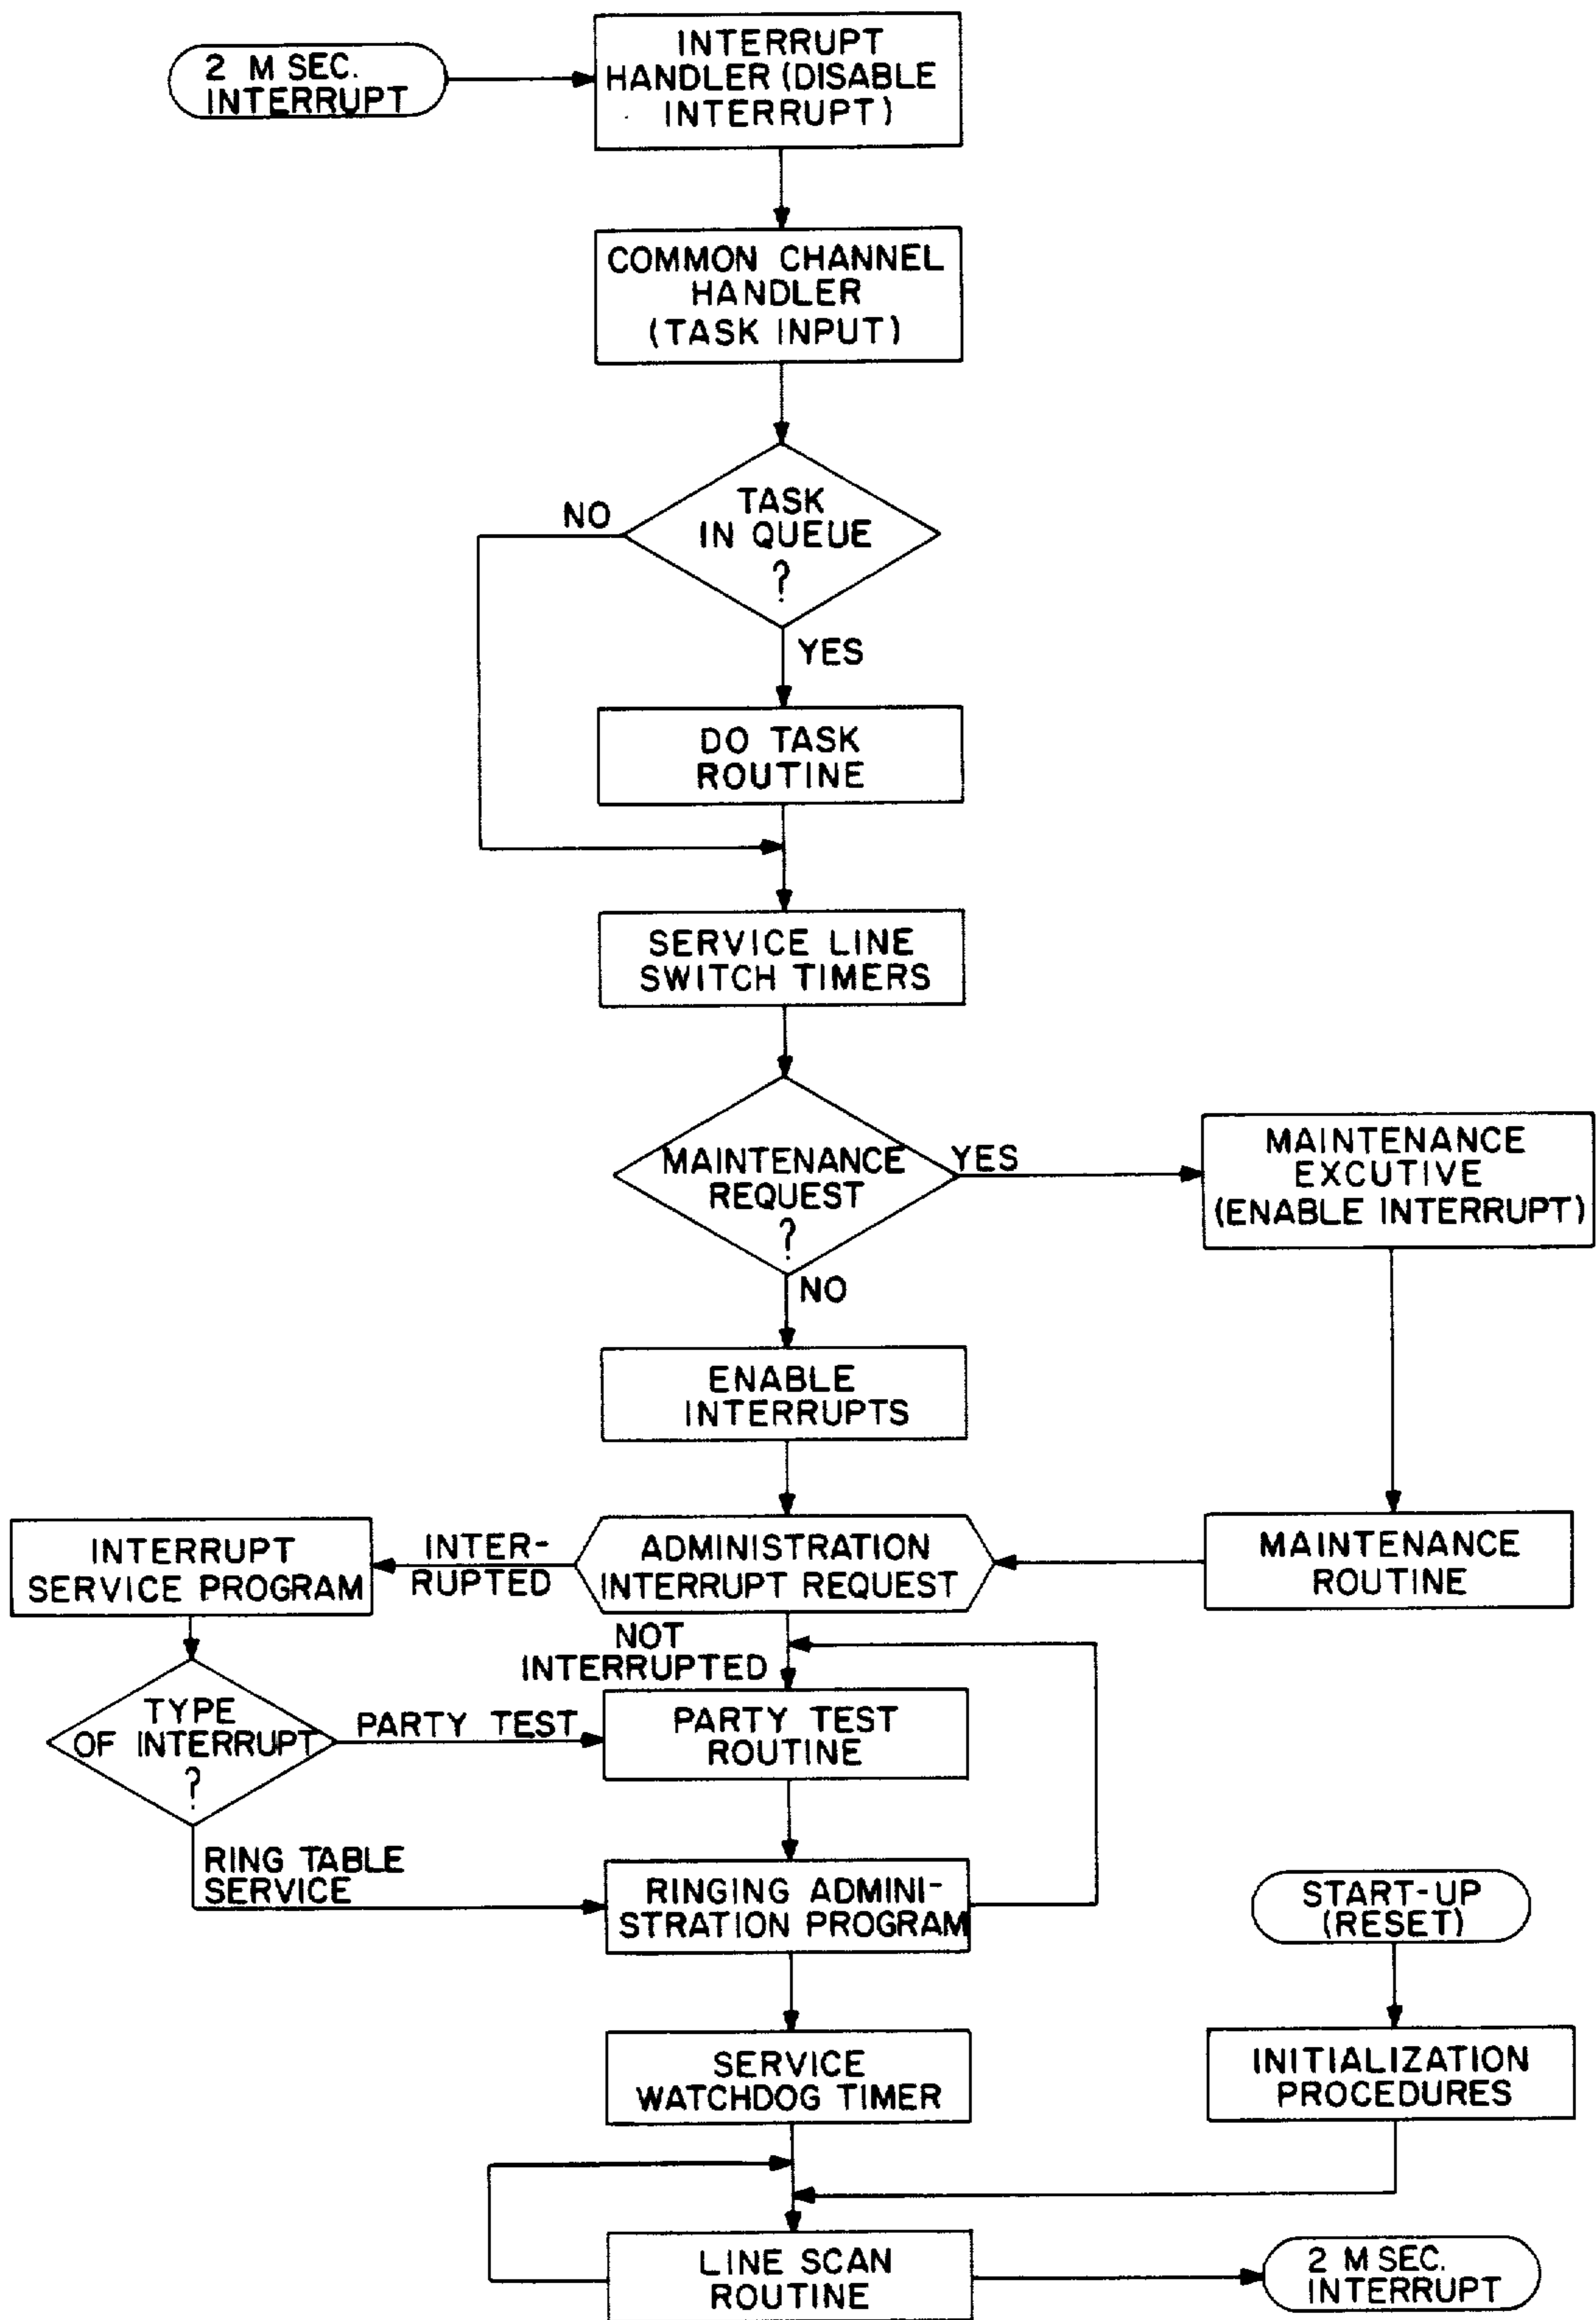 2 M SEC.
INTERRUPT
INTERRUPT
HANDLER (DISABLE
INTERRUPT)
COMMON CHANNEL
HANDLER
(TASK INPUT)
TASK
IN QUEUE
?
NO
YES
DO TASK
ROUTINE
SERVICE LINE
SWITCH TIMERS
MAINTENANCE
REQUEST
?
YES
MAINTENANCE
EXCUTIVE
(ENABLE INTERRUPT)
NO
ENABLE
INTERRUPTS
INTERRUPT
SERVICE PROGRAM
INTER-
RUPTED
ADMINISTRATION
INTERRUPT REQUEST
MAINTENANCE
ROUTINE
NOT
INTERRUPTED
TYPE
OF INTERRUPT
?
PARTY TEST
PARTY TEST
ROUTINE
RING TABLE
SERVICE
RINGING ADMINI-
STRATION PROGRAM
START-UP
(RESET)
SERVICE
WATCHDOG TIMER
INITIALIZATION
PROCEDURES
LINE SCAN
ROUTINE
2 M SEC.
INTERRUPT